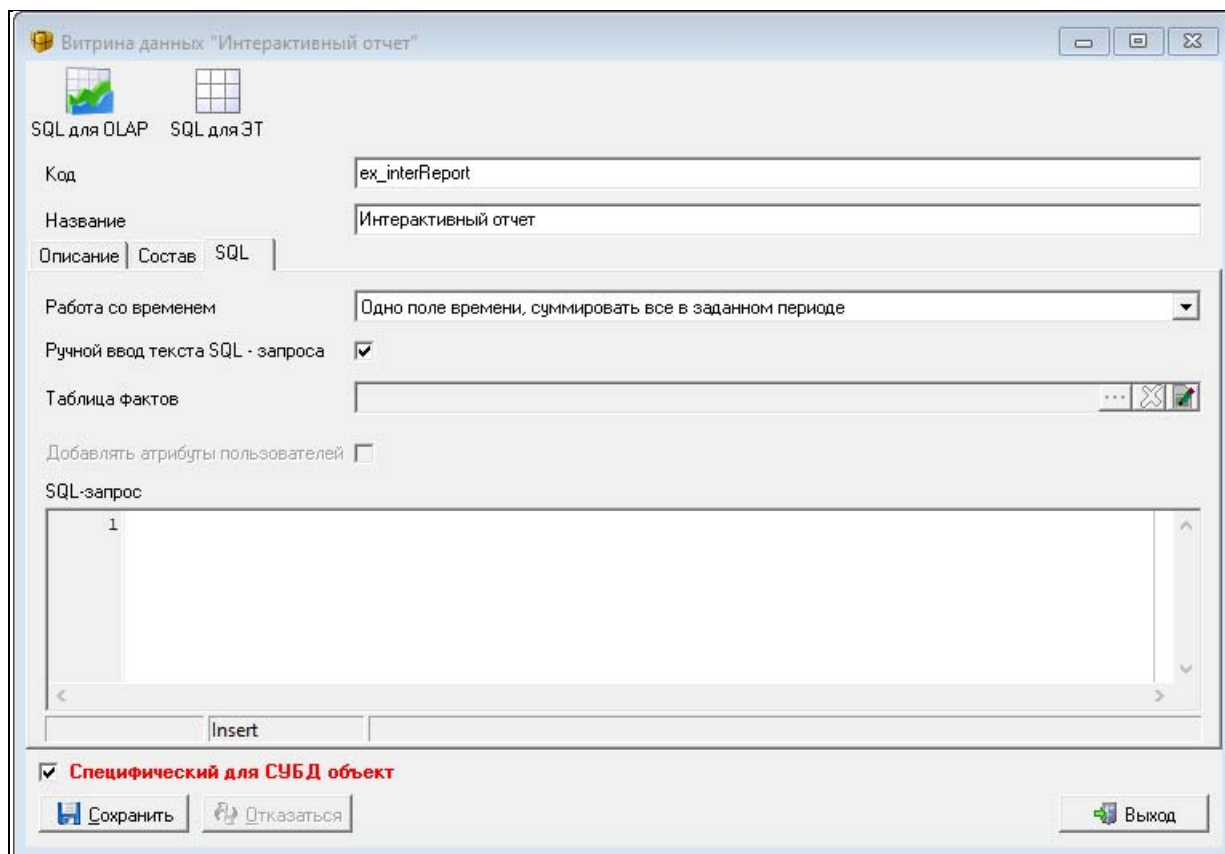 Витрина данных "Интерактивный отчет"
SQL для OLAP SQL для ЭТ
Код ex_interReport
Название Интерактивный отчет
Описание Состав SQL
Работа со временем Одно поле времени, суммировать все в заданном периоде
Ручной ввод текста SQL - запроса
Таблица фактов ...
Добавлять атрибуты пользователей
SQL-запрос
1
Insert
Специфический для СУБД объект
Сохранить Отказаться Выход